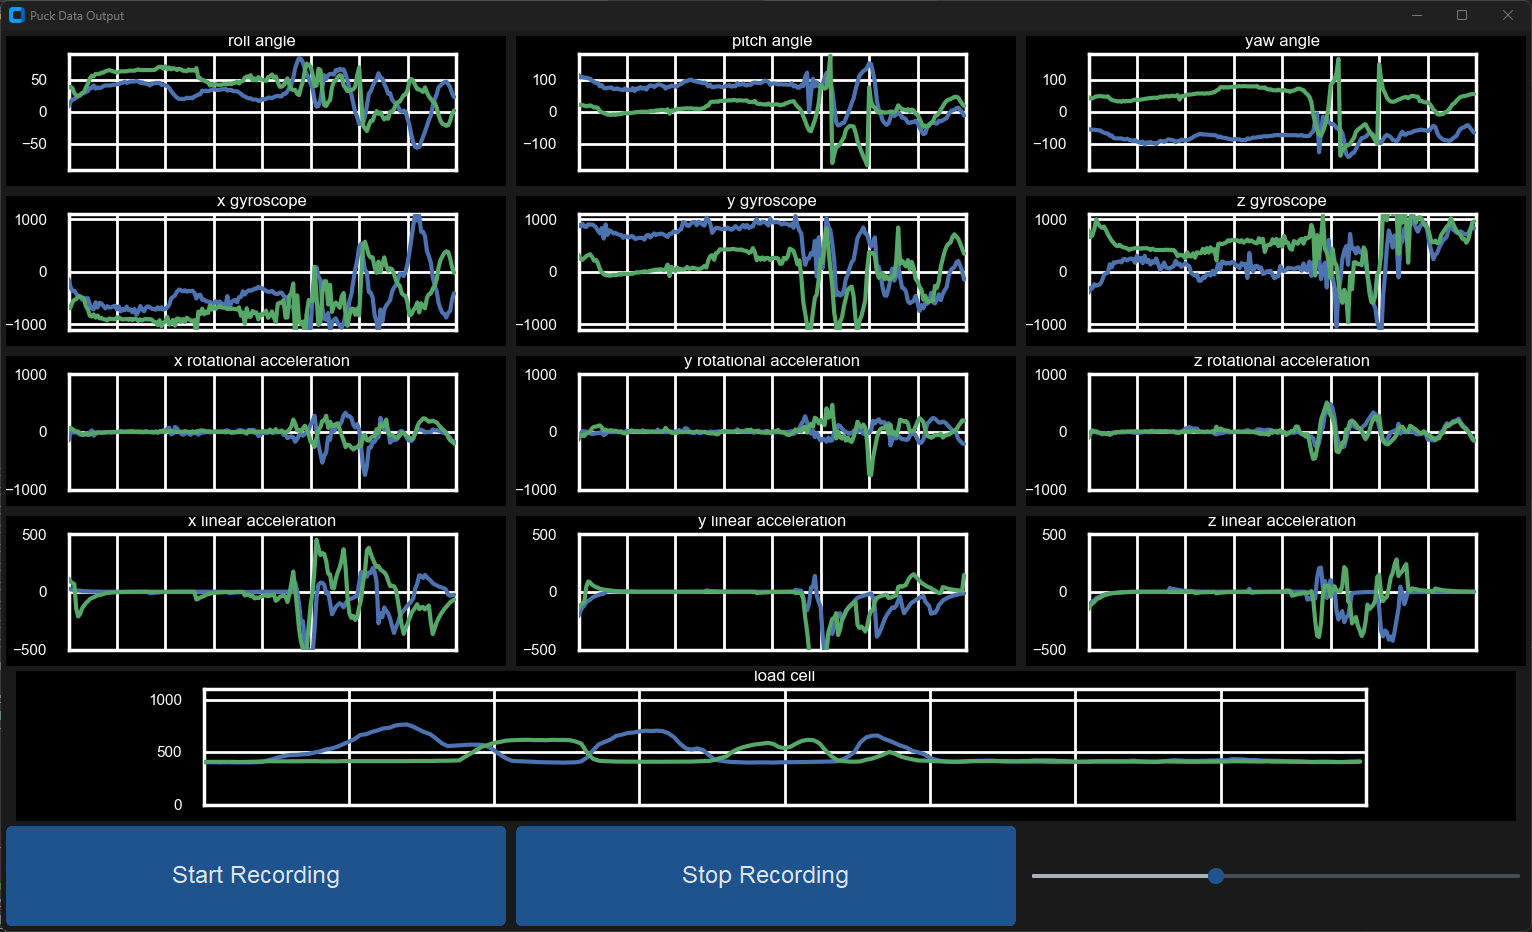 Puck Data Output
roll angle
50
0
−50
pitch angle
100
0
−100
yaw angle
100
0
−100
x gyroscope
1000
0
−1000
y gyroscope
1000
0
−1000
z gyroscope
1000
0
−1000
x rotational acceleration
1000
0
−1000
y rotational acceleration
1000
0
−1000
z rotational acceleration
1000
0
−1000
x linear acceleration
500
0
−500
y linear acceleration
500
0
−500
z linear acceleration
500
0
−500
load cell
1000
500
0
Start Recording
Stop Recording